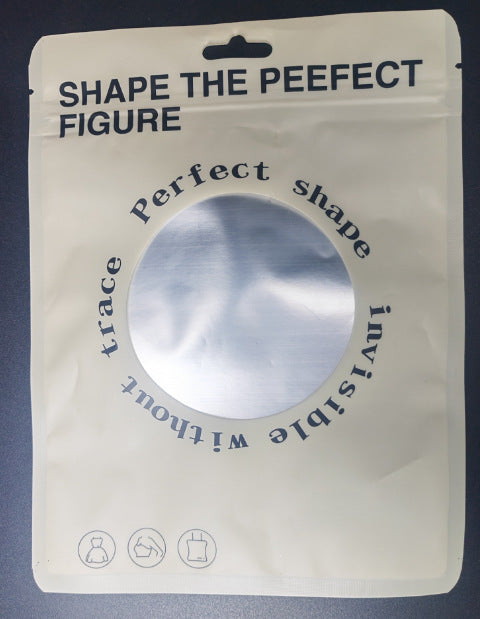 SHAPE THE PEEFECT
FIGURE
Perfect shape invisible without trace